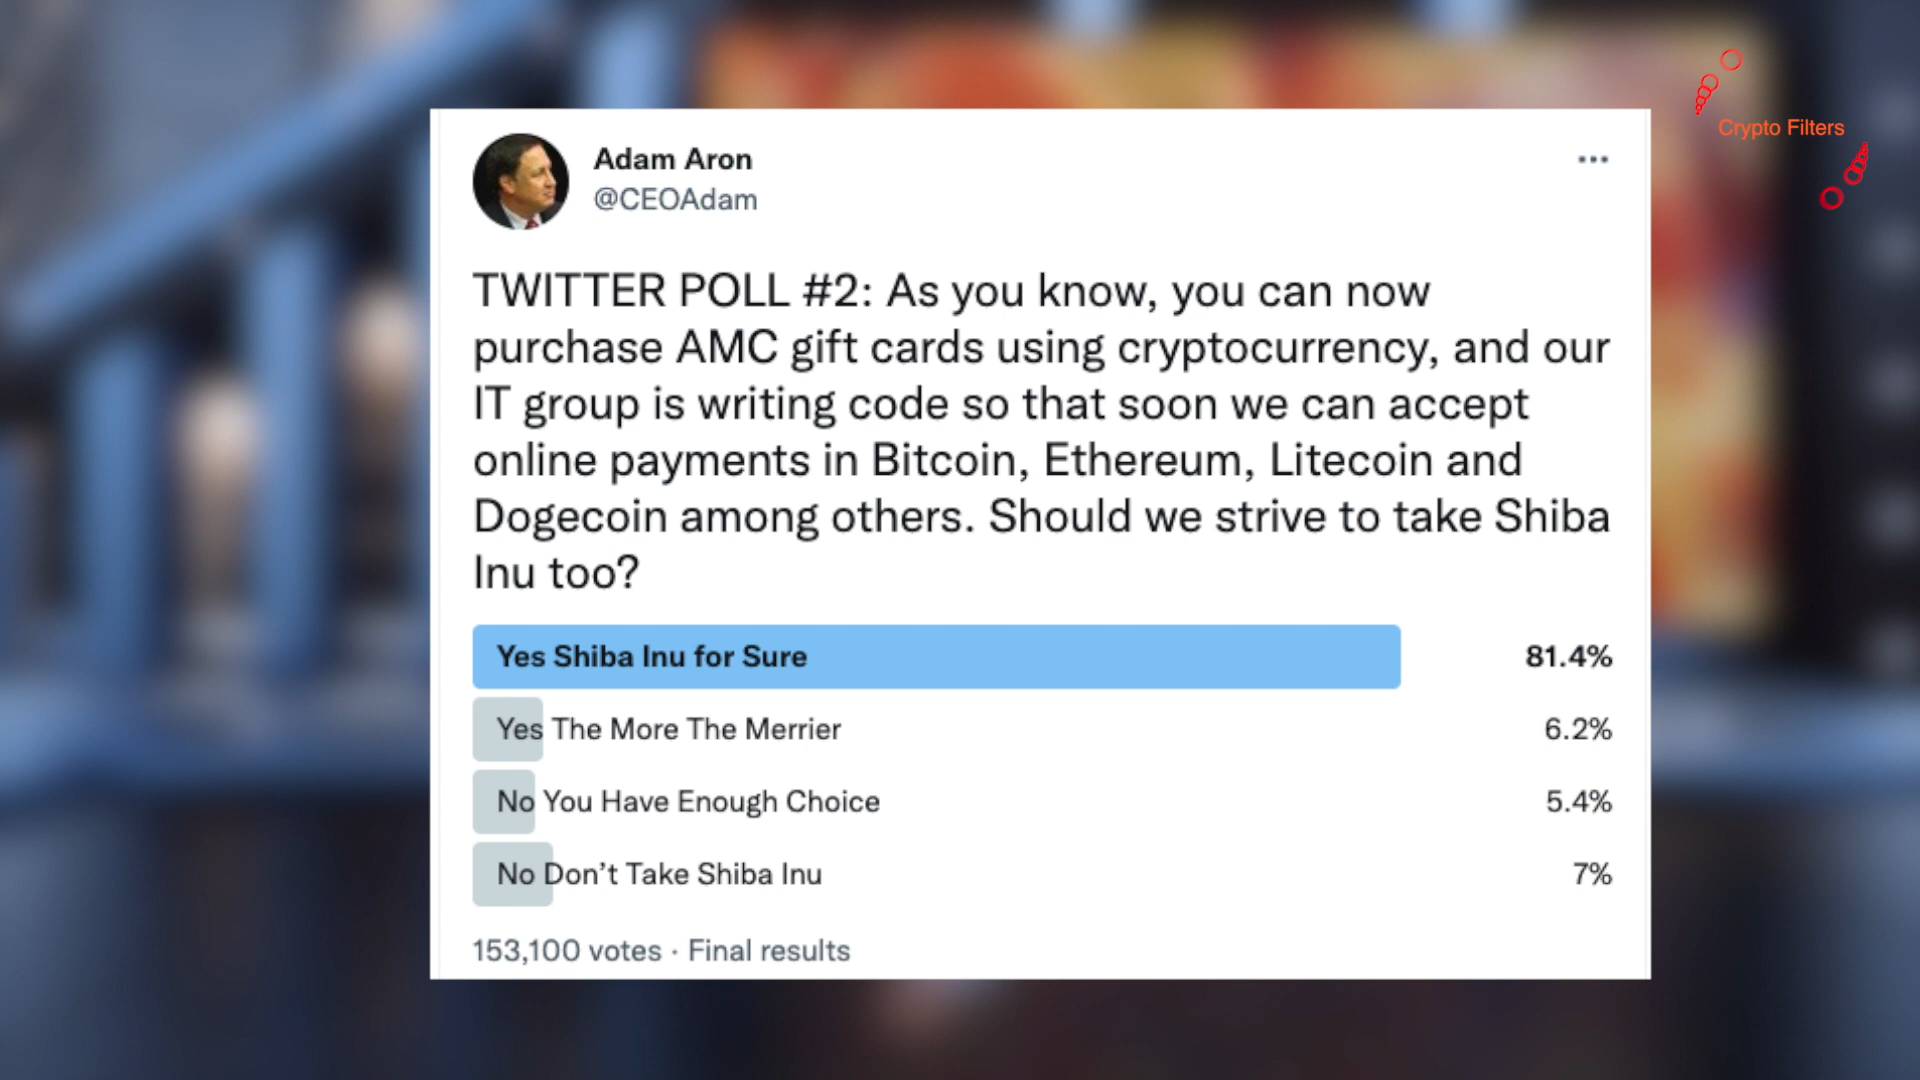 Crypto Filters
Adam Aron
@CEOAdam
TWITTER POLL #2: As you know, you can now
purchase AMC gift cards using cryptocurrency, and our
IT group is writing code so that soon we can accept
online payments in Bitcoin, Ethereum, Litecoin and
Dogecoin among others. Should we strive to take Shiba
Inu too?
Yes Shiba Inu for Sure 81.4%
Yes The More The Merrier 6.2%
No You Have Enough Choice 5.4%
No Don’t Take Shiba Inu 7%
153,100 votes · Final results